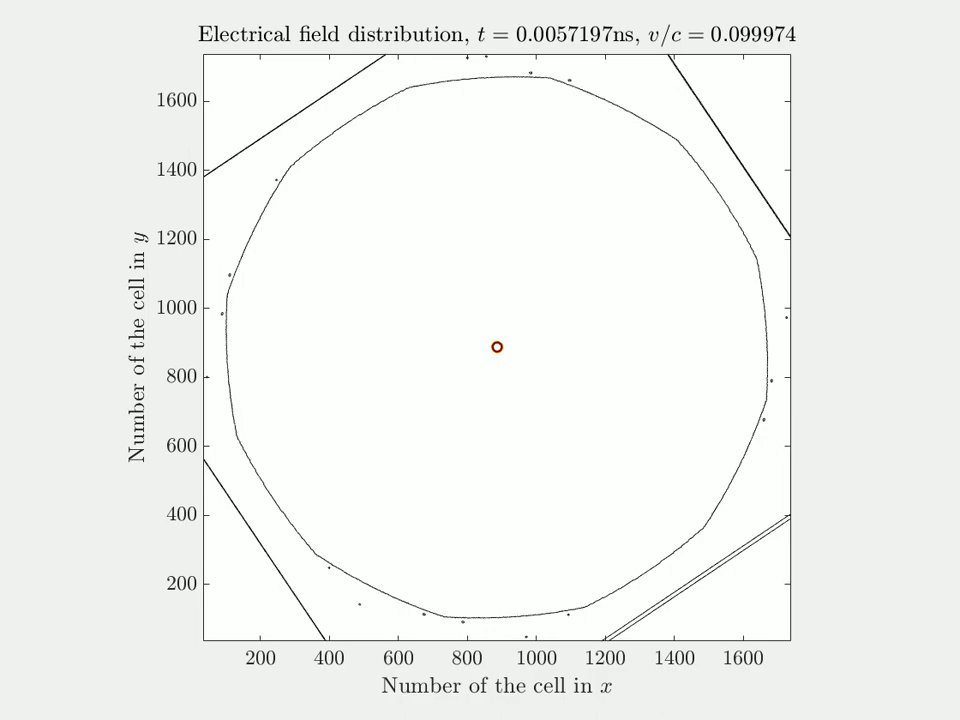 Electrical field distribution, t = 0.0057197ns, v/c = 0.099974
1600
1400
1200
1000
800
600
400
200
Number of the cell in y
200 400 600 800 1000 1200 1400 1600
Number of the cell in x